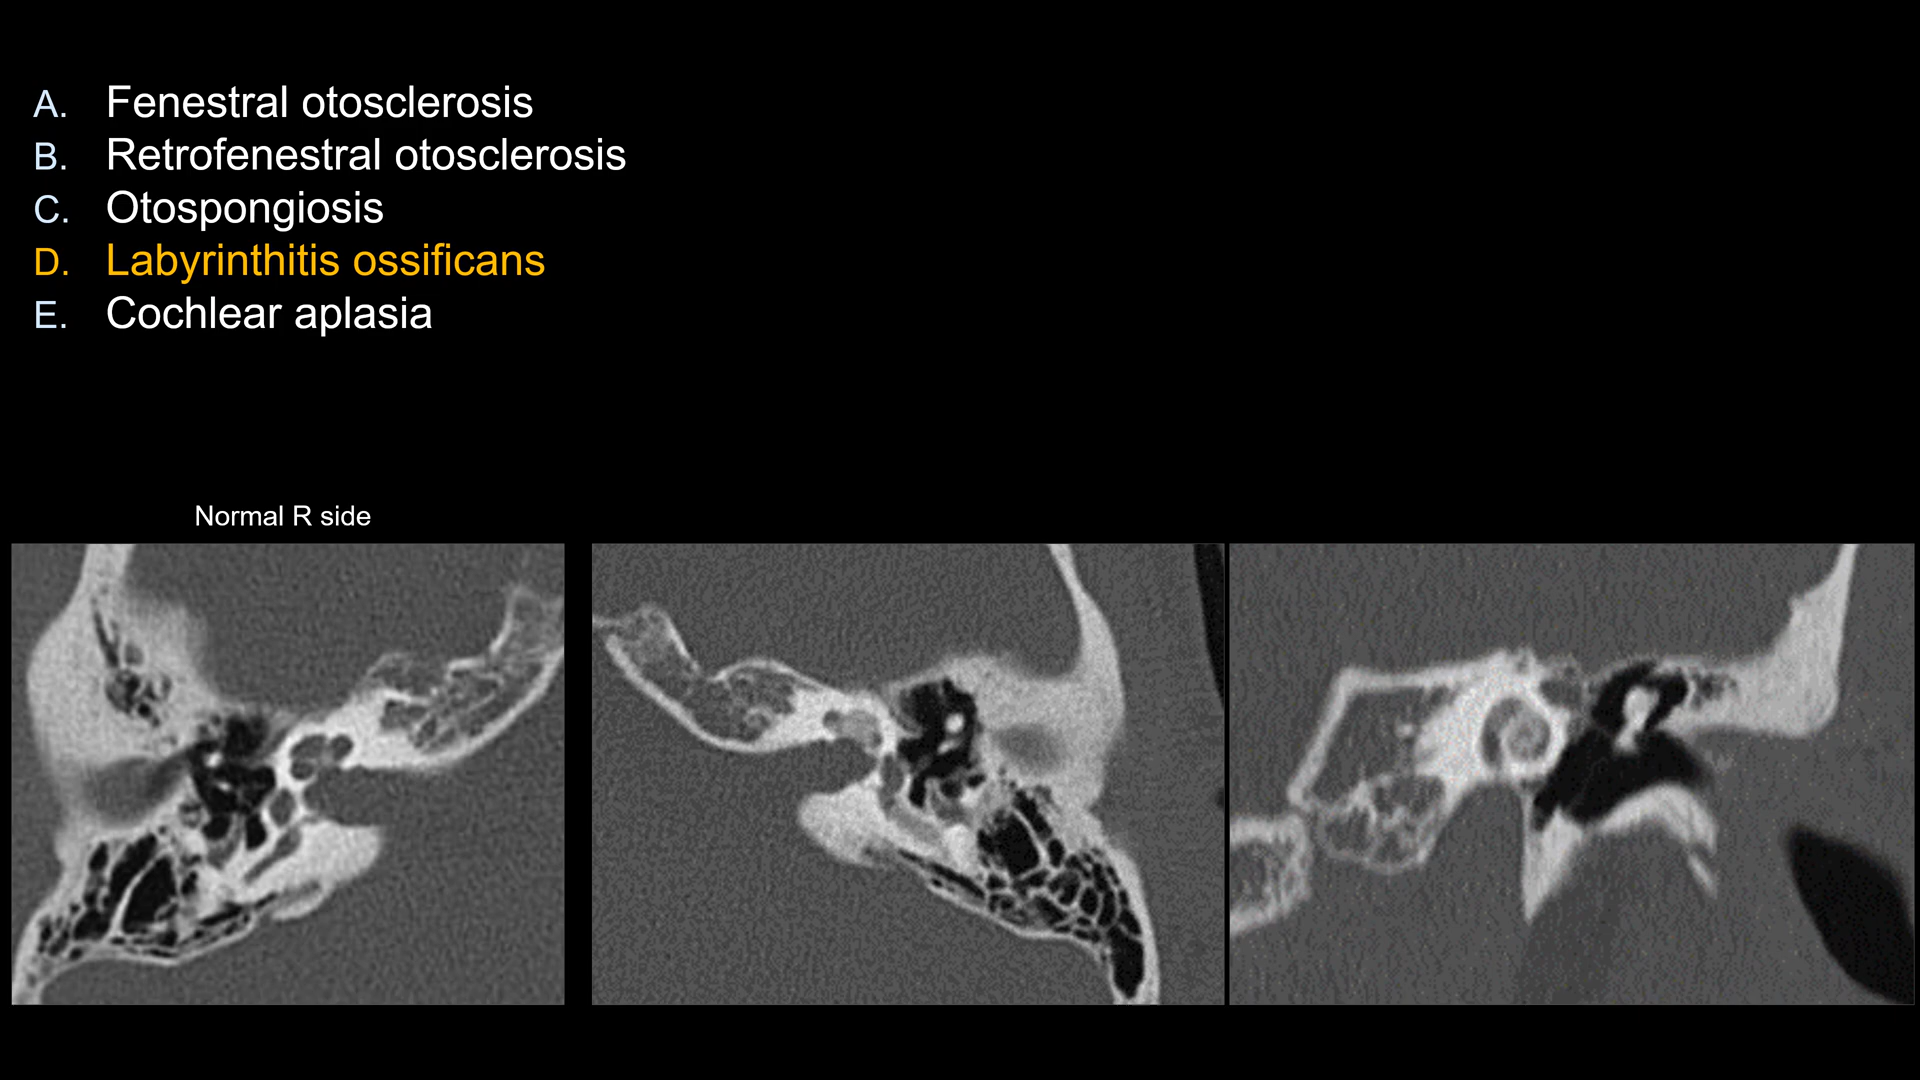 A. Fenestral otosclerosis
B. Retrofenestral otosclerosis
C. Otospongiosis
D. Labyrinthitis ossificans
E. Cochlear aplasia
Normal R side